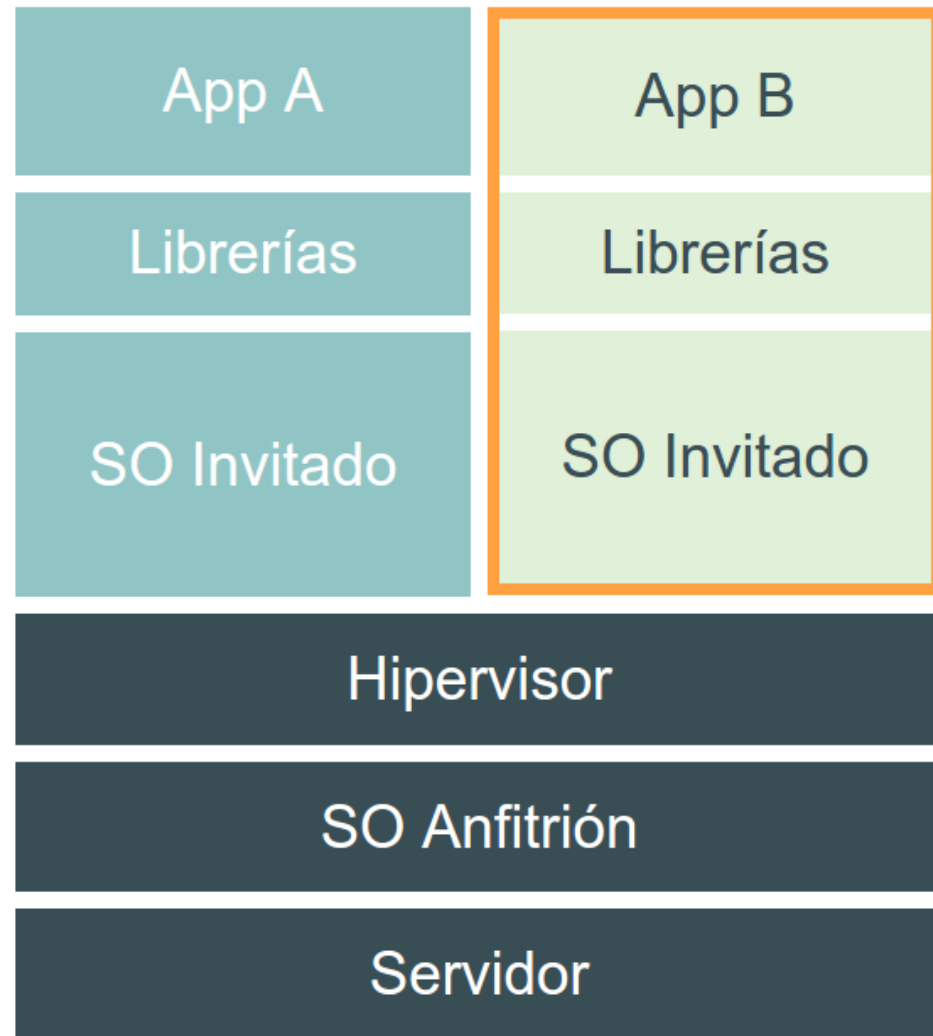 App A
App B
Librerías
Librerías
SO Invitado
SO Invitado
Hipervisor
SO Anfitrión
Servidor